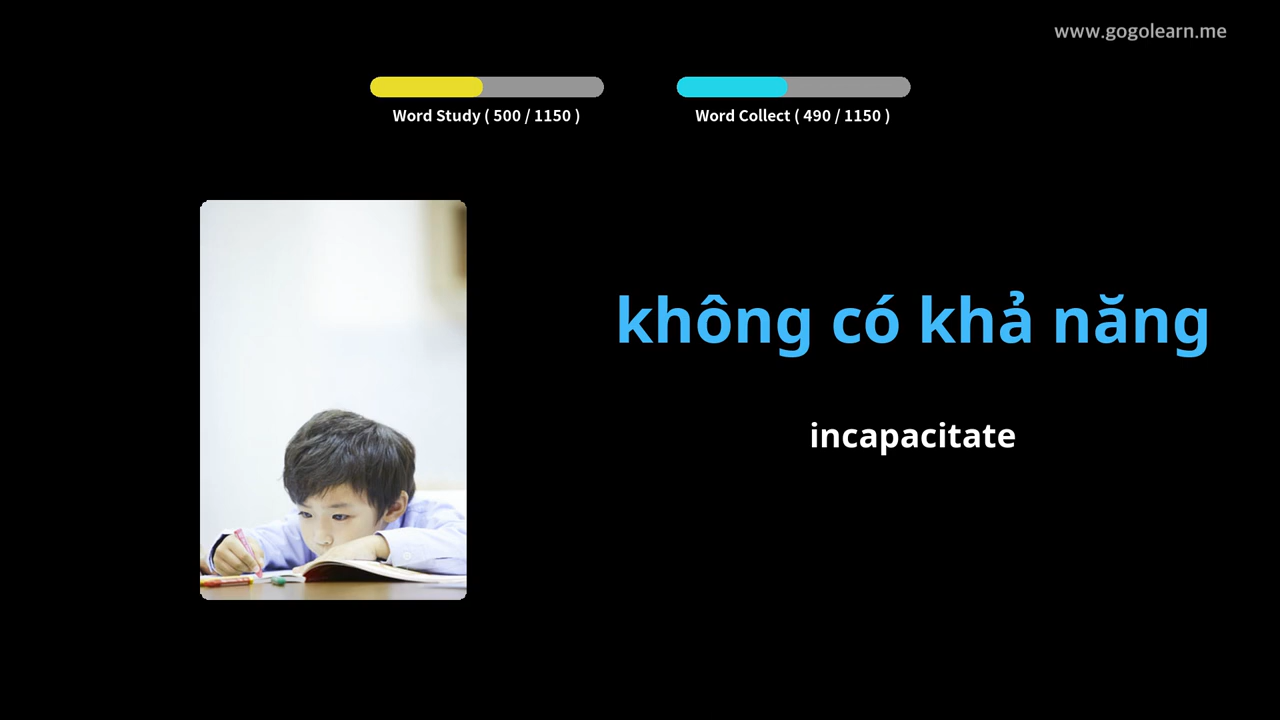 www.gogolearn.me
Word Study ( 500 / 1150 )
Word Collect ( 490 / 1150 )
không có khả năng
incapacitate